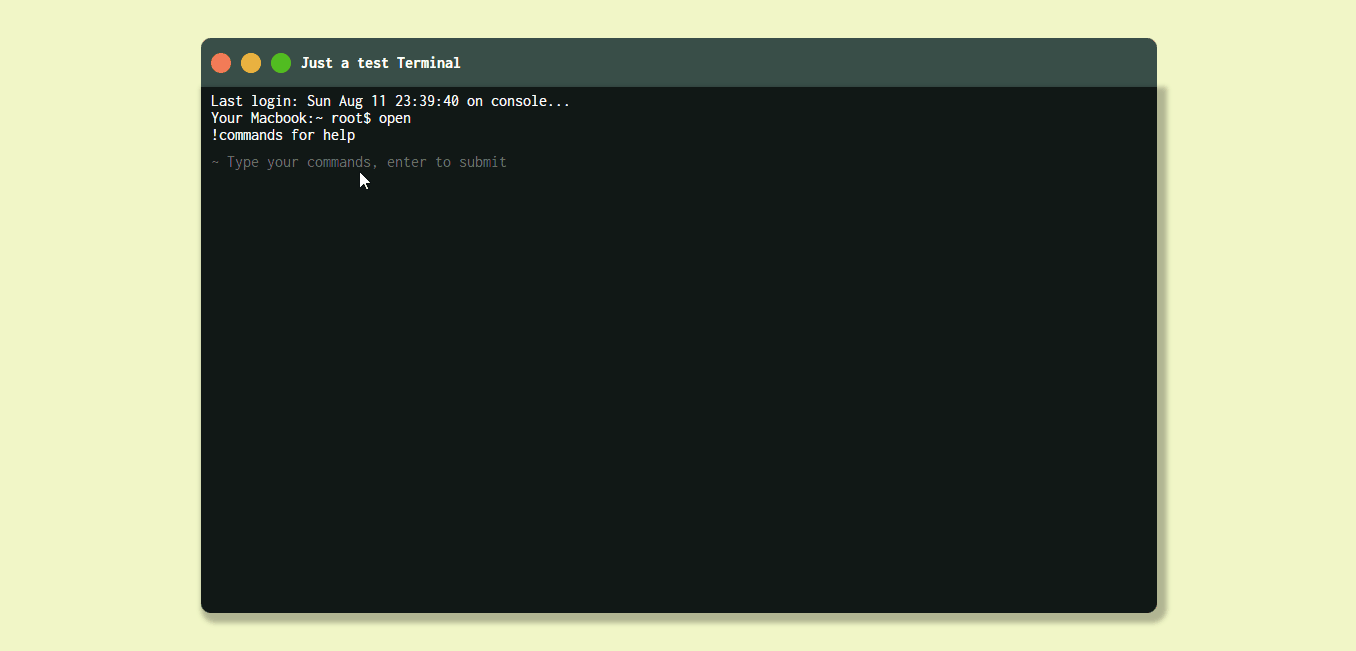 Just a test Terminal
Last login: Sun Aug 11 23:39:40 on console...
Your Macbook:~ root$ open
!commands for help
~ Type your commands, enter to submit